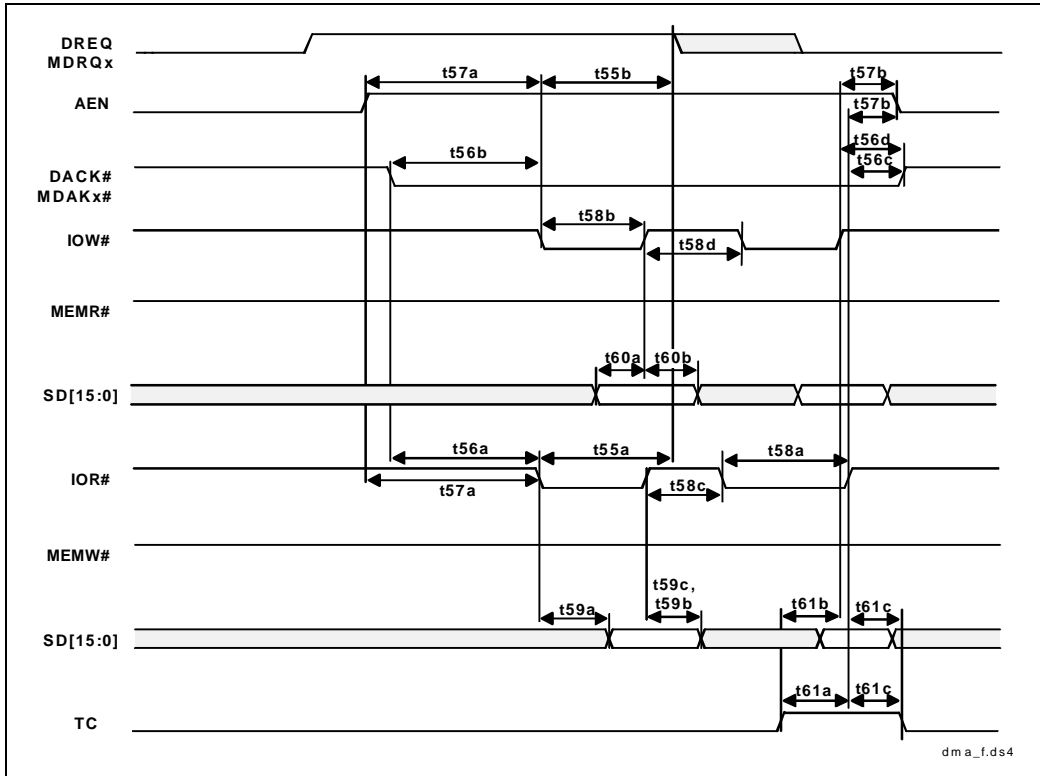 DREQ
MDRQx
t57a
t55b
t57b
AEN
t57b
t56b
t56d
DACK#
t56c
MDAKx#
t58b
IOW#
t58d
MEMR#
t60a t60b
SD[15:0]
t56a
t55a
t58a
IOR#
t57a
t58c
MEMW#
t59c,
t59a
t59b
t61b
t61c
SD[15:0]
t61a
t61c
TC
dma_f.ds4